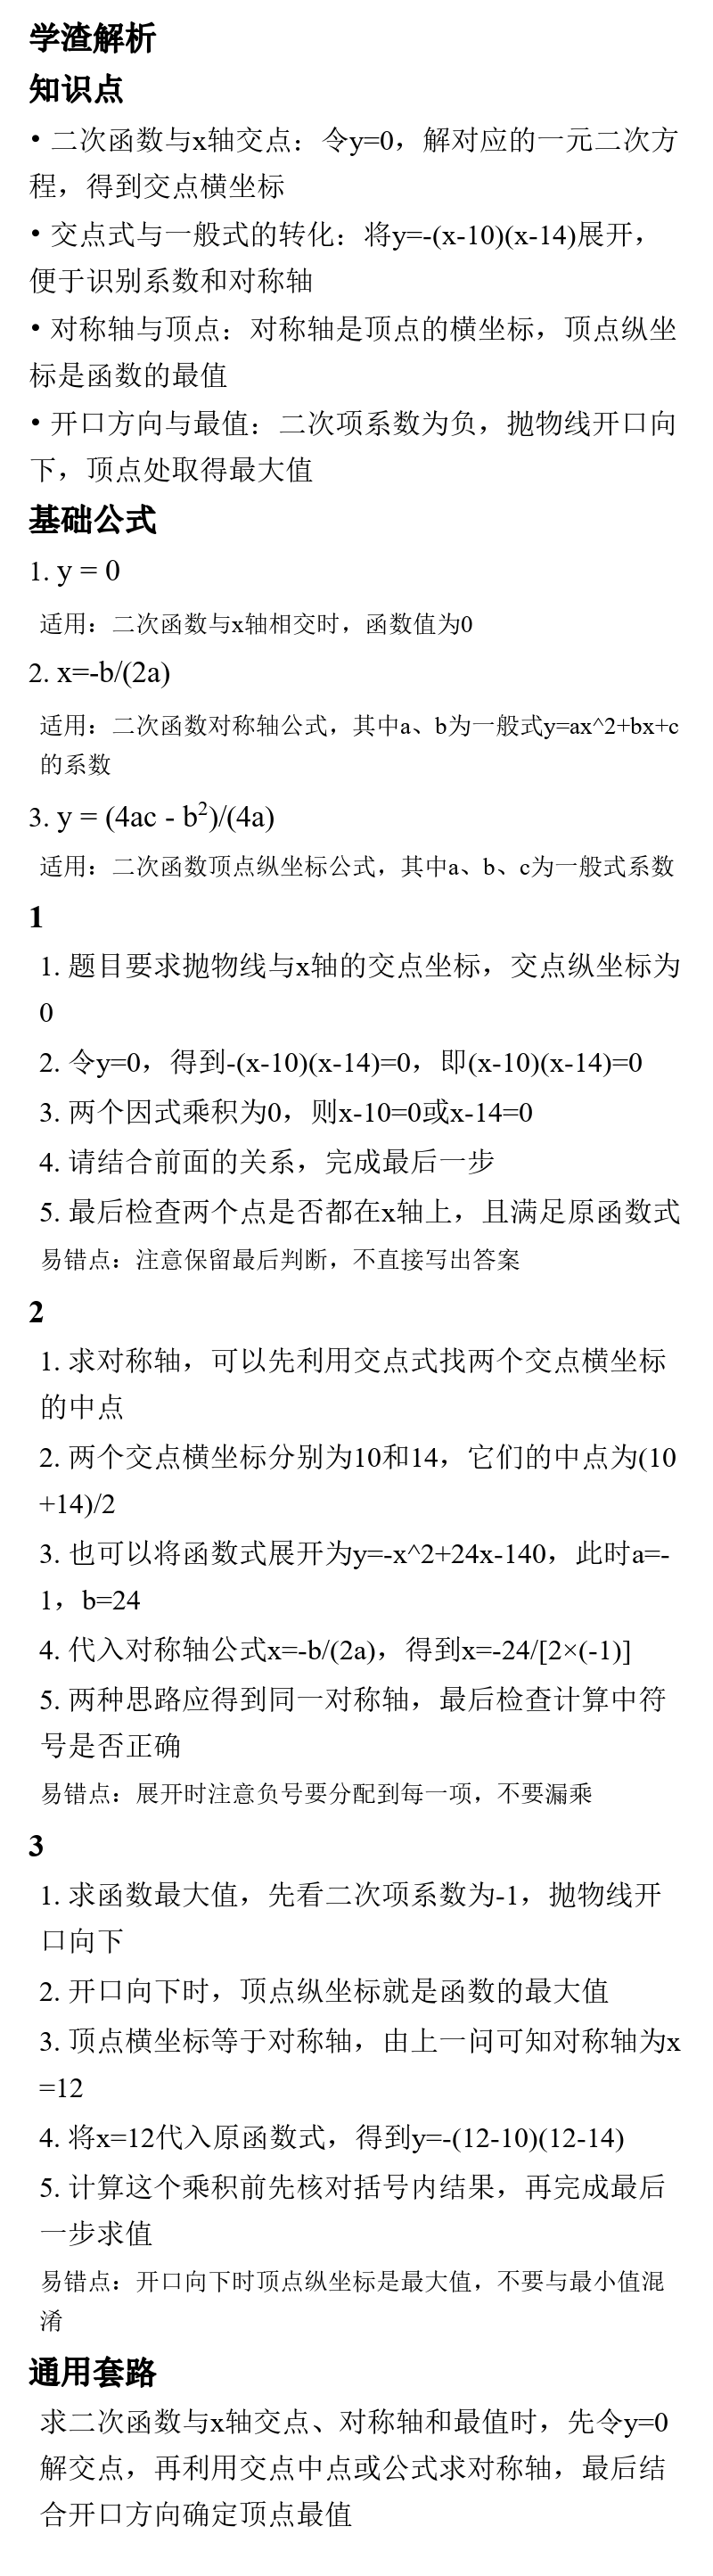 学渣解析
知识点
• 二次函数与x轴交点：令y=0，解对应的一元二次方
程，得到交点横坐标
• 交点式与一般式的转化：将y=-(x-10)(x-14)展开，
便于识别系数和对称轴
• 对称轴与顶点：对称轴是顶点的横坐标，顶点纵坐
标是函数的最值
• 开口方向与最值：二次项系数为负，抛物线开口向
下，顶点处取得最大值
基础公式
1. y = 0
适用：二次函数与x轴相交时，函数值为0
2. x=-b/(2a)
适用：二次函数对称轴公式，其中a、b为一般式y=ax^2+bx+c
的系数
3. y = (4ac - b²)/(4a)
适用：二次函数顶点纵坐标公式，其中a、b、c为一般式系数
1
1. 题目要求抛物线与x轴的交点坐标，交点纵坐标为
0
2. 令y=0，得到-(x-10)(x-14)=0，即(x-10)(x-14)=0
3. 两个因式乘积为0，则x-10=0或x-14=0
4. 请结合前面的关系，完成最后一步
5. 最后检查两个点是否都在x轴上，且满足原函数式
易错点：注意保留最后判断，不直接写出答案
2
1. 求对称轴，可以先利用交点式找两个交点横坐标
的中点
2. 两个交点横坐标分别为10和14，它们的中点为(10
+14)/2
3. 也可以将函数式展开为y=-x^2+24x-140，此时a=-
1，b=24
4. 代入对称轴公式x=-b/(2a)，得到x=-24/[2×(-1)]
5. 两种思路应得到同一对称轴，最后检查计算中符
号是否正确
易错点：展开时注意负号要分配到每一项，不要漏乘
3
1. 求函数最大值，先看二次项系数为-1，抛物线开
口向下
2. 开口向下时，顶点纵坐标就是函数的最大值
3. 顶点横坐标等于对称轴，由上一问可知对称轴为x
=12
4. 将x=12代入原函数式，得到y=-(12-10)(12-14)
5. 计算这个乘积前先核对括号内结果，再完成最后
一步求值
易错点：开口向下时顶点纵坐标是最大值，不要与最小值混
淆
通用套路
求二次函数与x轴交点、对称轴和最值时，先令y=0
解交点，再利用交点中点或公式求对称轴，最后结
合开口方向确定顶点最值